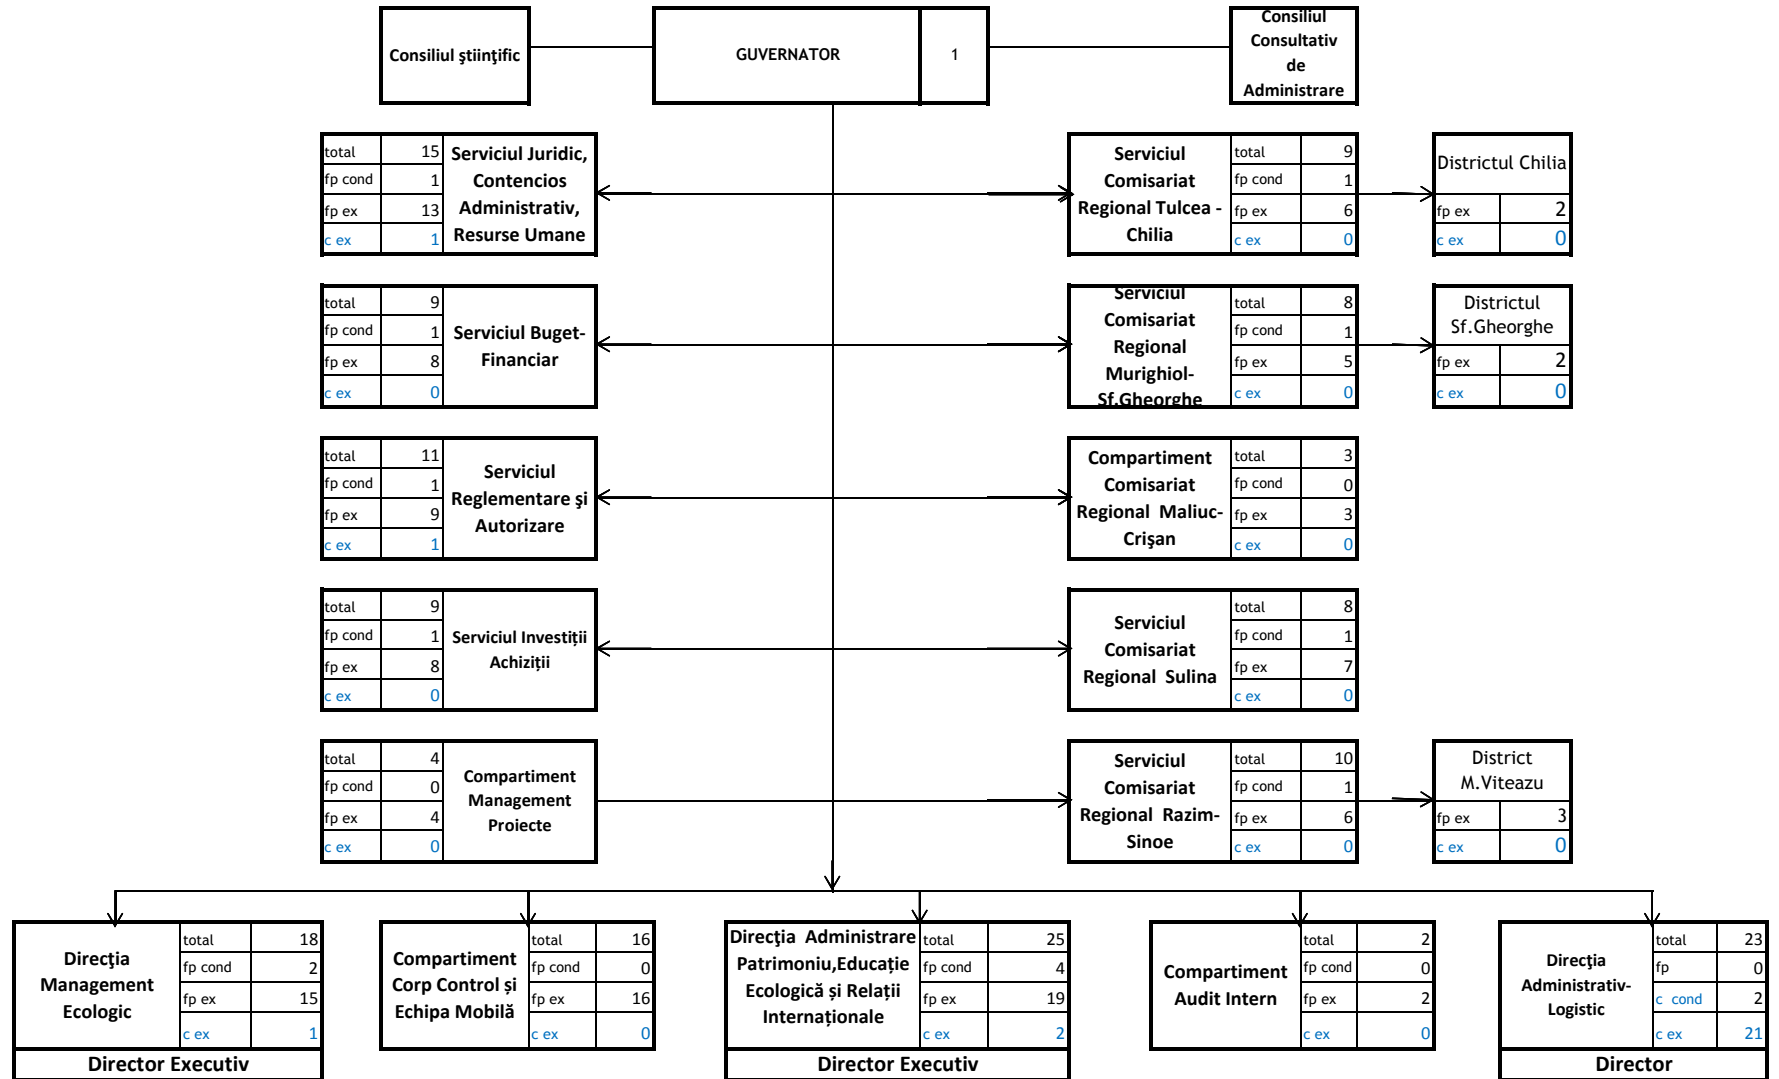 Consiliul ştiinţific
GUVERNATOR 1
Consiliul
Consultativ
de
Administrare
total 15
fp cond 1
fp ex 13
c ex 1
Serviciul Juridic,
Contencios
Administrativ,
Resurse Umane
Serviciul
Comisariat
Regional Tulcea -
Chilia
total 9
fp cond 1
fp ex 6
c ex 0
Districtul Chilia
fp ex 2
c ex 0
total 9
fp cond 1
fp ex 8
c ex 0
Serviciul Buget-
Financiar
Serviciul
Comisariat
Regional
Murighiol-
Sf.Gheorghe
total 8
fp cond 1
fp ex 5
c ex 0
Districtul
Sf.Gheorghe
fp ex 2
c ex 0
total 11
fp cond 1
fp ex 9
c ex 1
Serviciul
Reglementare şi
Autorizare
Compartiment
Comisariat
Regional Maliuc-
Crişan
total 3
fp cond 0
fp ex 3
c ex 0
total 9
fp cond 1
fp ex 8
c ex 0
Serviciul Investiții
Achiziții
Serviciul
Comisariat
Regional Sulina
total 8
fp cond 1
fp ex 7
c ex 0
total 4
fp cond 0
fp ex 4
c ex 0
Compartiment
Management
Proiecte
Serviciul
Comisariat
Regional Razim-
Sinoe
total 10
fp cond 1
fp ex 6
c ex 0
District
M.Viteazu
fp ex 3
c ex 0
Direcţia
Management
Ecologic
total 18
fp cond 2
fp ex 15
c ex 1
Director Executiv
Compartiment
Corp Control și
Echipa Mobilă
total 16
fp cond 0
fp ex 16
c ex 0
Direcţia Administrare
Patrimoniu,Educație
Ecologică și Relații
Internaționale
total 25
fp cond 4
fp ex 19
c ex 2
Director Executiv
Compartiment
Audit Intern
total 2
fp cond 0
fp ex 2
c ex 0
Direcţia
Administrativ-
Logistic
total 23
fp 0
c cond 2
c ex 21
Director